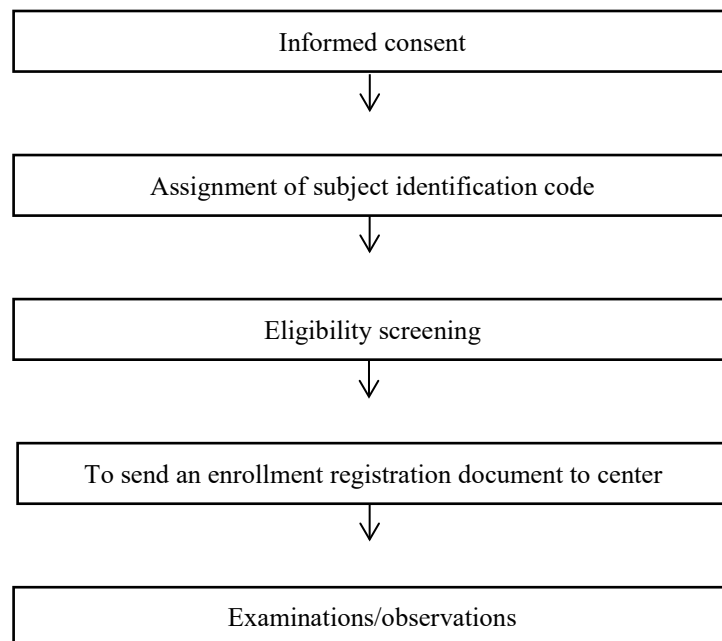 Informed consent
Assignment of subject identification code
Eligibility screening
To send an enrollment registration document to center
Examinations/observations